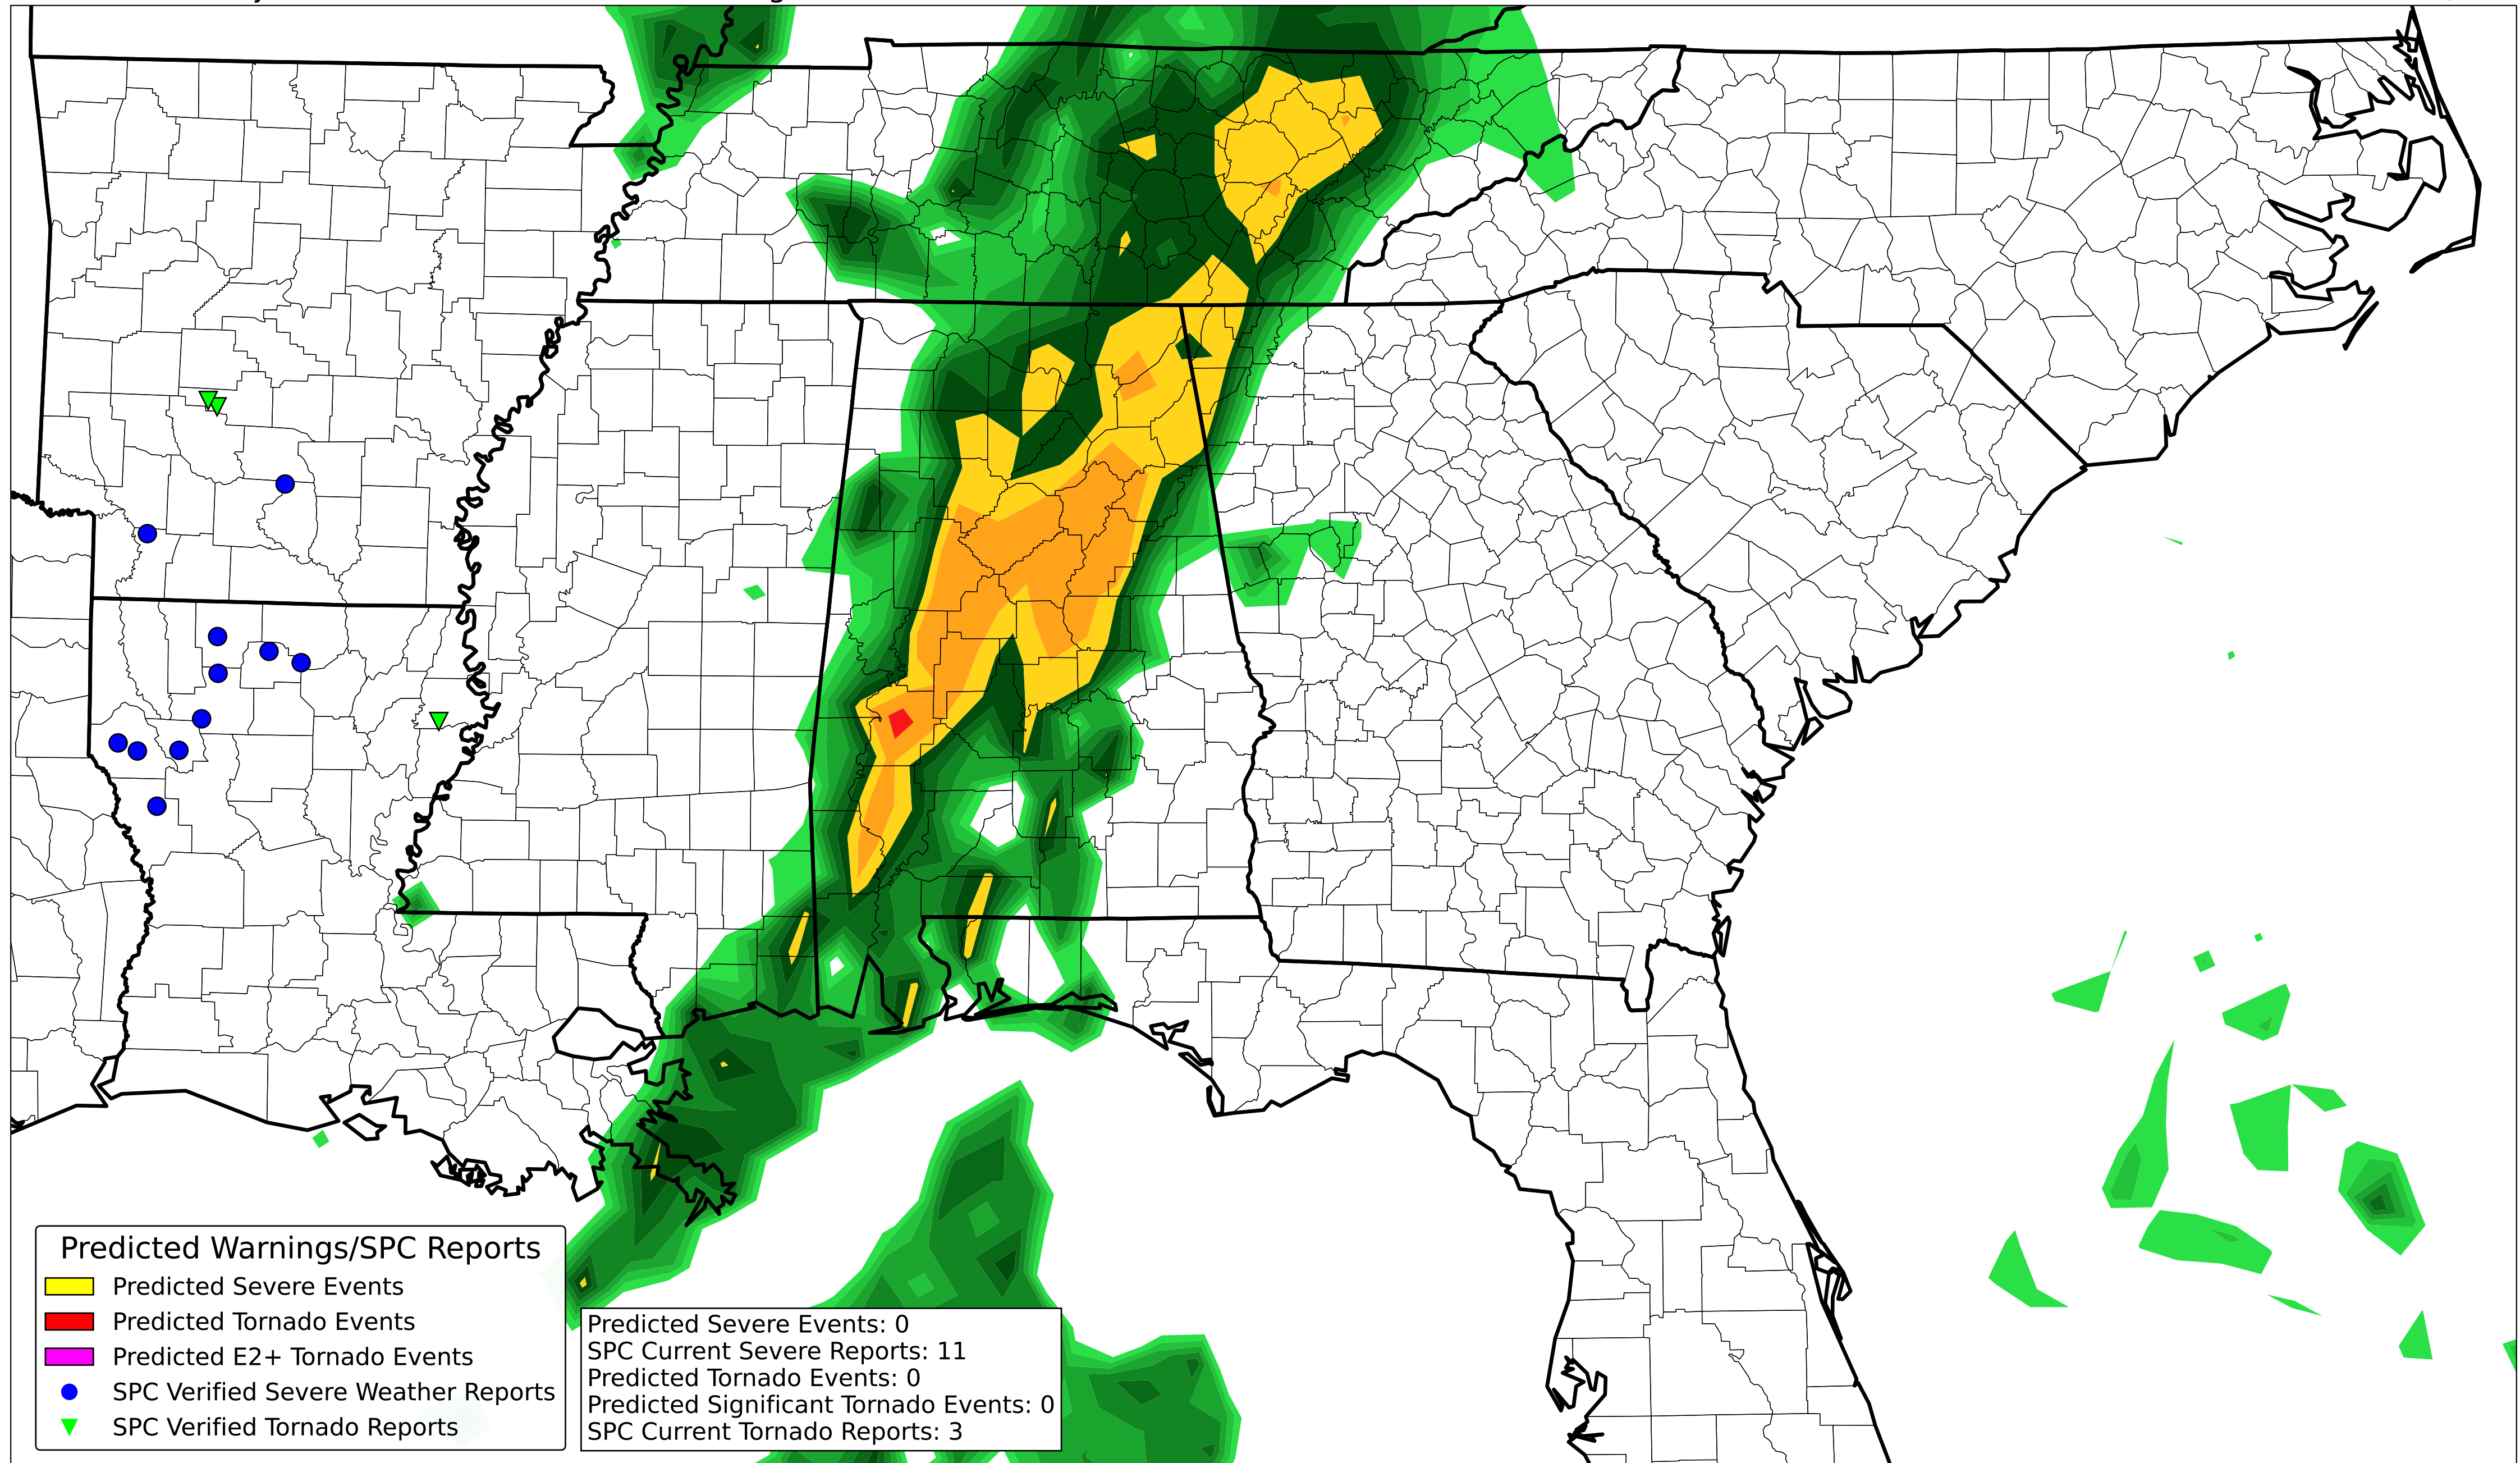 Predicted Warnings/SPC Reports
Predicted Severe Events
Predicted Tornado Events
Predicted E2+ Tornado Events
SPC Verified Severe Weather Reports
SPC Verified Tornado Reports
Predicted Severe Events: 0
SPC Current Severe Reports: 11
Predicted Tornado Events: 0
Predicted Significant Tornado Events: 0
SPC Current Tornado Reports: 3